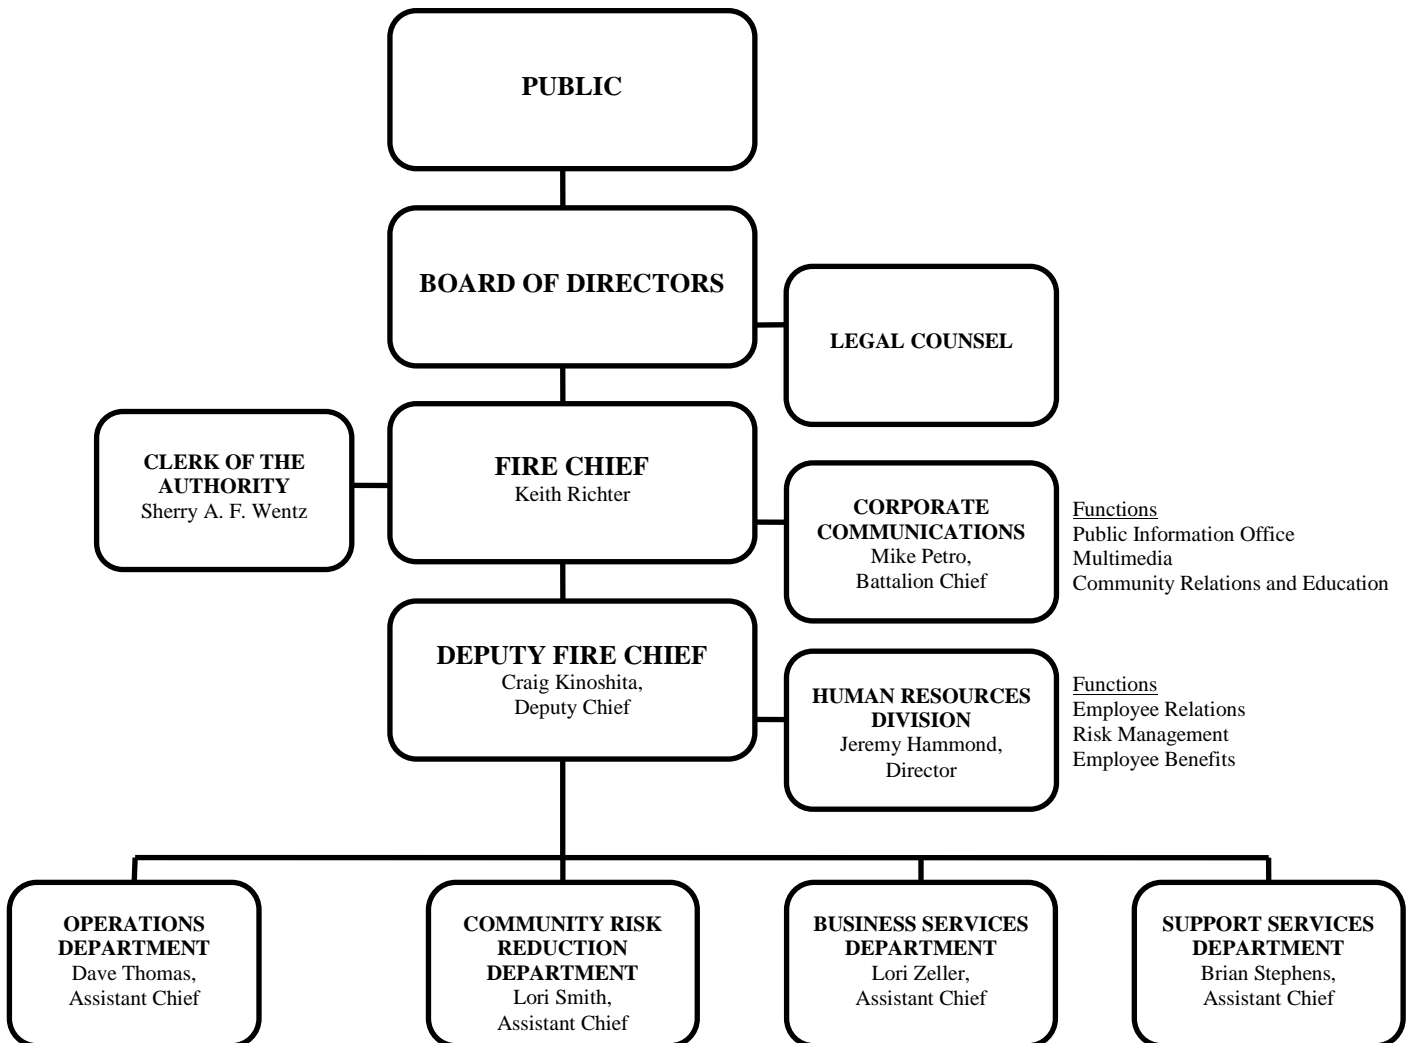 PUBLIC
BOARD OF DIRECTORS
LEGAL COUNSEL
CLERK OF THE
AUTHORITY
Sherry A. F. Wentz
FIRE CHIEF
Keith Richter
CORPORATE
COMMUNICATIONS
Mike Petro,
Battalion Chief
Functions
Public Information Office
Multimedia
Community Relations and Education
DEPUTY FIRE CHIEF
Craig Kinoshita,
Deputy Chief
HUMAN RESOURCES
DIVISION
Jeremy Hammond,
Director
Functions
Employee Relations
Risk Management
Employee Benefits
OPERATIONS
DEPARTMENT
Dave Thomas,
Assistant Chief
COMMUNITY RISK
REDUCTION
DEPARTMENT
Lori Smith,
Assistant Chief
BUSINESS SERVICES
DEPARTMENT
Lori Zeller,
Assistant Chief
SUPPORT SERVICES
DEPARTMENT
Brian Stephens,
Assistant Chief